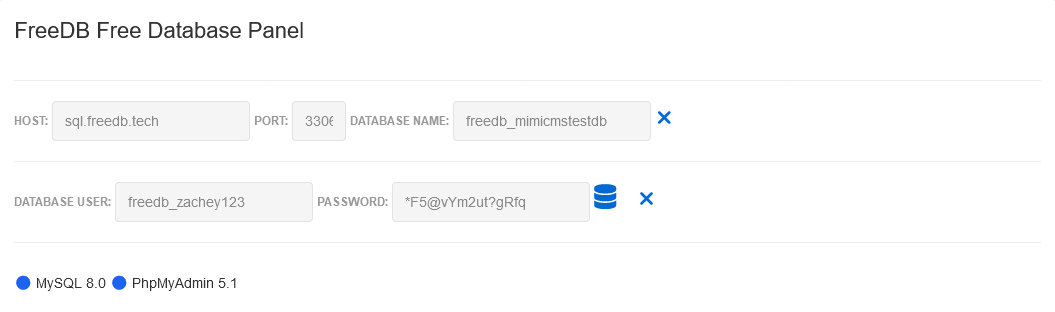 FreeDB Free Database Panel
HOST: sql.freedb.tech PORT: 3306 DATABASE NAME: freedb_mimicmstestdb
DATABASE USER: freedb_zachey123 PASSWORD: *F5@vYm2ut?gRfq
MySQL 8.0 PhpMyAdmin 5.1